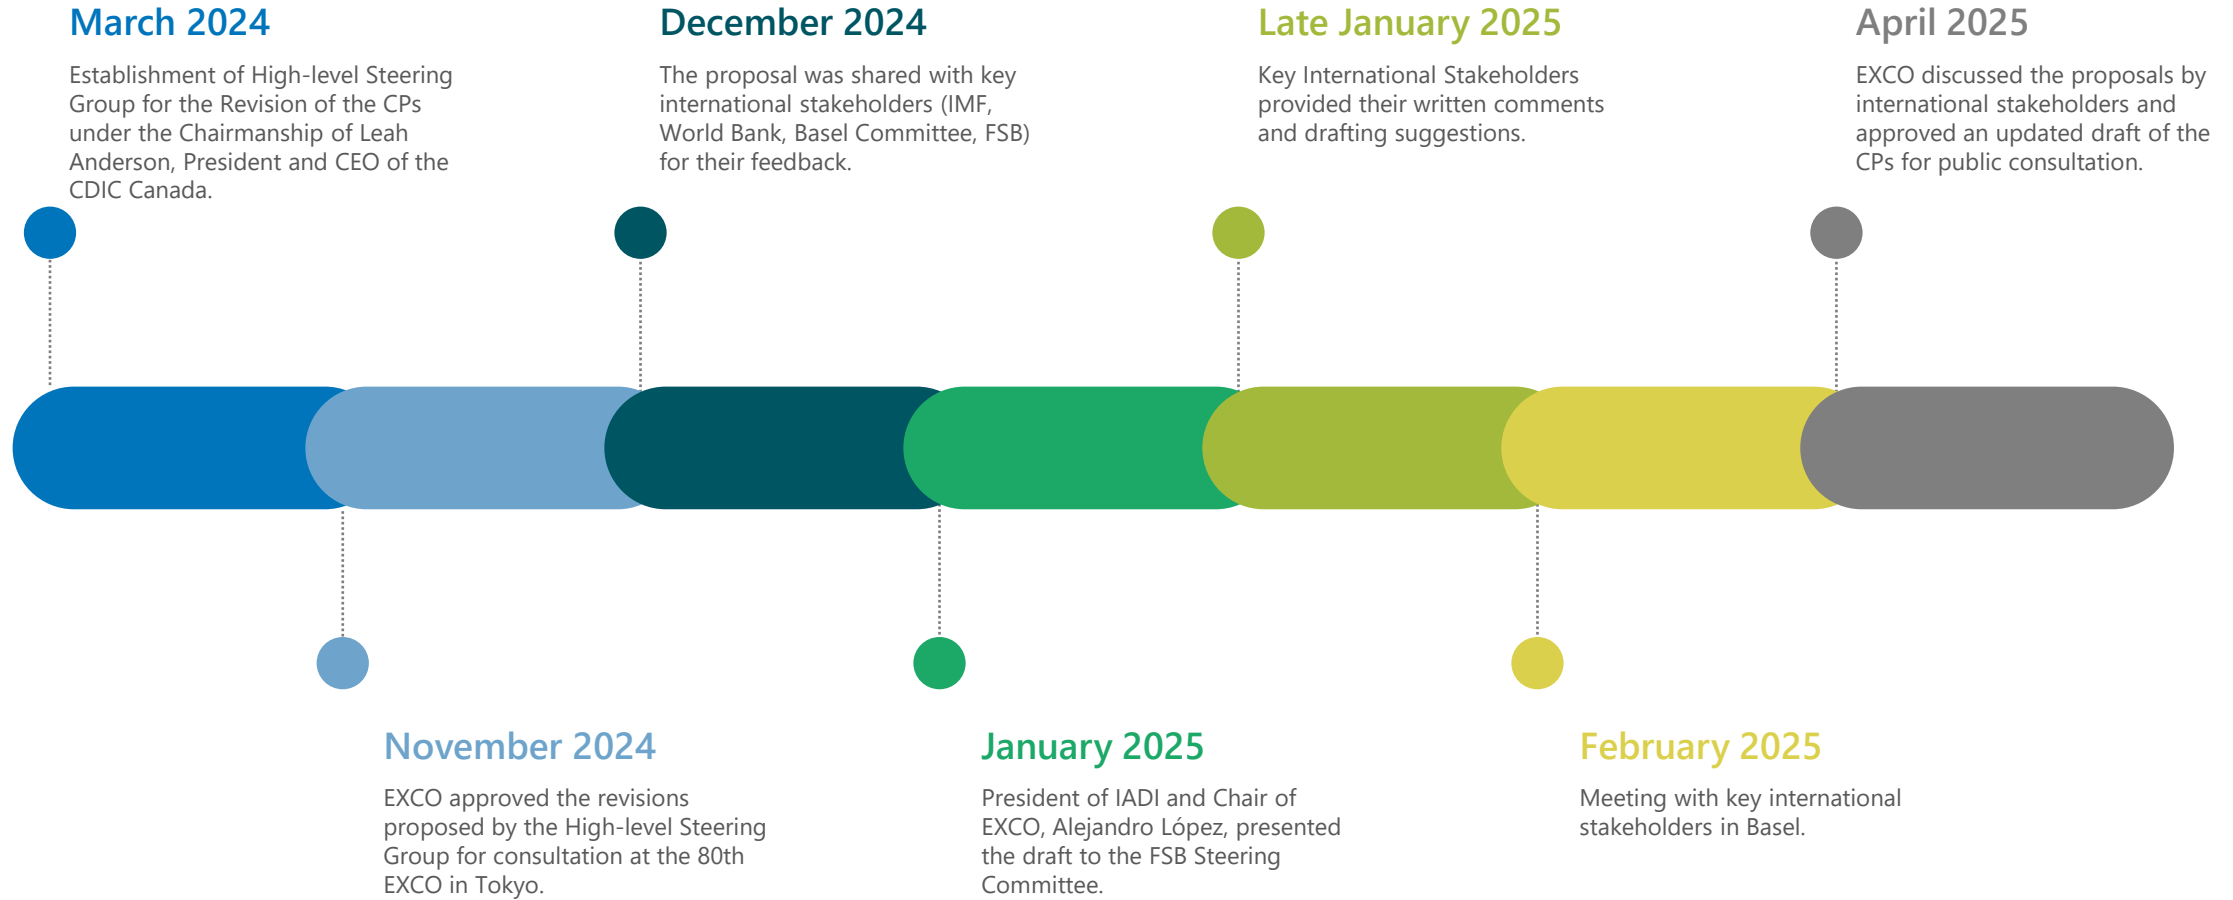 March 2024
Establishment of High-level Steering
Group for the Revision of the CPs
under the Chairmanship of Leah
Anderson, President and CEO of the
CDIC Canada.
December 2024
The proposal was shared with key
international stakeholders (IMF,
World Bank, Basel Committee, FSB)
for their feedback.
Late January 2025
Key International Stakeholders
provided their written comments
and drafting suggestions.
April 2025
EXCO discussed the proposals by
international stakeholders and
approved an updated draft of the
CPs for public consultation.
November 2024
EXCO approved the revisions
proposed by the High-level Steering
Group for consultation at the 80th
EXCO in Tokyo.
January 2025
President of IADI and Chair of
EXCO, Alejandro López, presented
the draft to the FSB Steering
Committee.
February 2025
Meeting with key international
stakeholders in Basel.